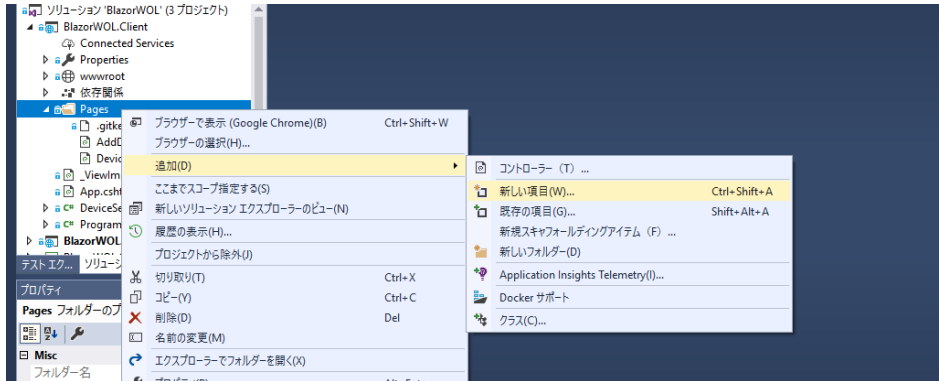 ソリューション 'BlazorWOL' (3 プロジェクト)
BlazorWOL.Client
Connected Services
Properties
wwwroot
依存関係
Pages
.gitke
AddD
Devic
_ViewIm
App.csht
DeviceSe
Program
BlazorWOL.
テスト エク...
ソリューシ
プロパティ
Pages フォルダーのプ
Misc
フォルダー名
ブラウザーで表示 (Google Chrome)(B) Ctrl+Shift+W
ブラウザーの選択(H)...
追加(D)
ここまでスコープ指定する(S)
新しいソリューション エクスプローラーのビュー(N)
履歴の表示(H)...
プロジェクトから除外(J)
切り取り(T) Ctrl+X
コピー(Y) Ctrl+C
削除(D) Del
名前の変更(M)
エクスプローラーでフォルダーを開く(X)
コントローラー（T）...
新しい項目(W)... Ctrl+Shift+A
既存の項目(G)... Shift+Alt+A
新規スキャフォールディングアイテム（F）...
新しいフォルダー(D)
Application Insights Telemetry(I)...
Docker サポート
クラス(C)...